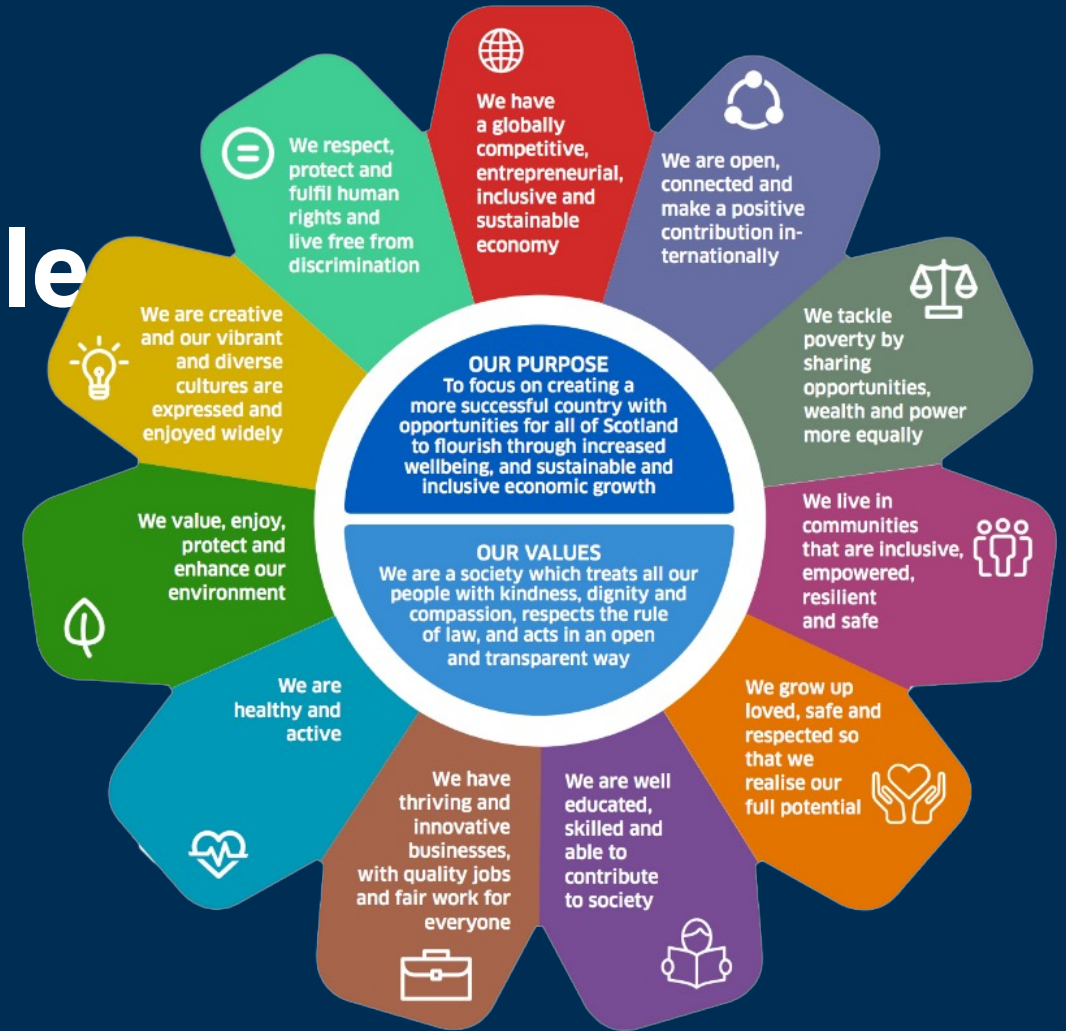 le
We have
a globally
competitive,
entrepreneurial,
inclusive and
sustainable
economy
We are open,
connected and
make a positive
contribution in-
ternationally
We tackle
poverty by
sharing
opportunities,
wealth and power
more equally
We live in
communities
that are inclusive,
empowered,
resilient
and safe
We grow up
loved, safe and
respected so
that we
realise our
full potential
We are well
educated,
skilled and
able to
contribute
to society
We have
thriving and
innovative
businesses,
with quality jobs
and fair work for
everyone
We are
healthy and
active
We value, enjoy,
protect and
enhance our
environment
We are creative
and our vibrant
and diverse
cultures are
expressed and
enjoyed widely
We respect,
protect and
fulfil human
rights and
live free from
discrimination
OUR PURPOSE
To focus on creating a
more successful country with
opportunities for all of Scotland
to flourish through increased
wellbeing, and sustainable and
inclusive economic growth
OUR VALUES
We are a society which treats all our
people with kindness, dignity and
compassion, respects the rule
of law, and acts in an open
and transparent way